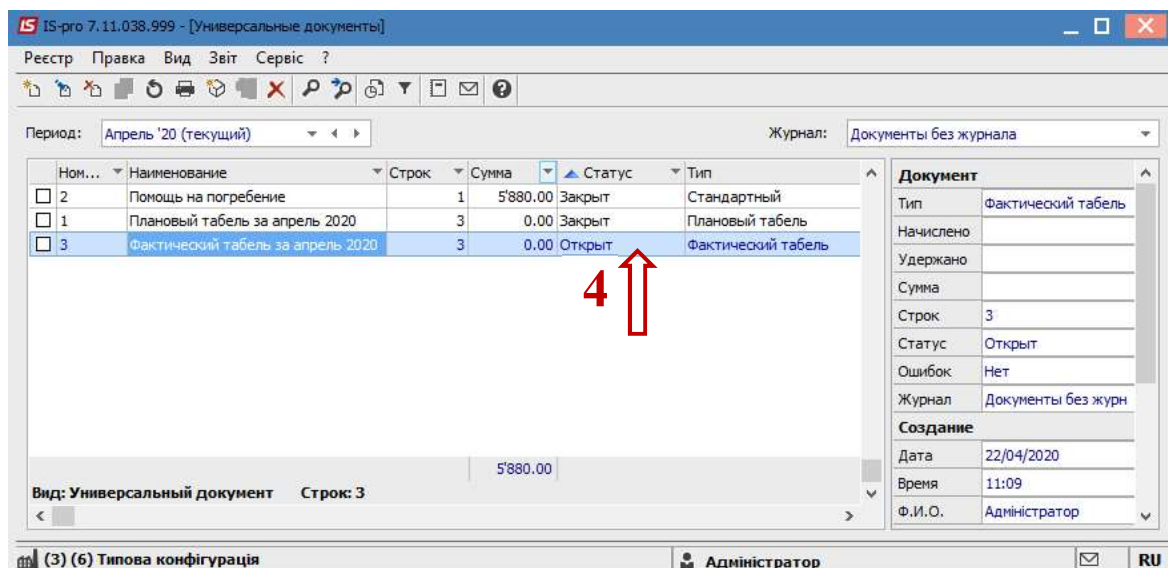 IS-pro 7.11.038.999 - [Универсальные документы]
Реєстр Правка Вид Звіт Сервіс ?
Период: Апрель '20 (текущий) Журнал: Документы без журнала
Ном... Наименование Строк Сумма Статус Тип
2 Помощь на погребение 1 5'880.00 Закрыт Стандартный
1 Плановый табель за апрель 2020 3 0.00 Закрыт Плановый табель
3 Фактический табель за апрель 2020 3 0.00 Открыт Фактический табель
4
5'880.00
Вид: Универсальный документ Строк: 3
Документ
Тип Фактический табель
Начислено
Удержано
Сумма
Строк 3
Статус Открыт
Ошибок Нет
Журнал Документы без журн
Создание
Дата 22/04/2020
Время 11:09
Ф.И.О. Адміністратор
(3) (6) Типова конфігурація Адміністратор RU